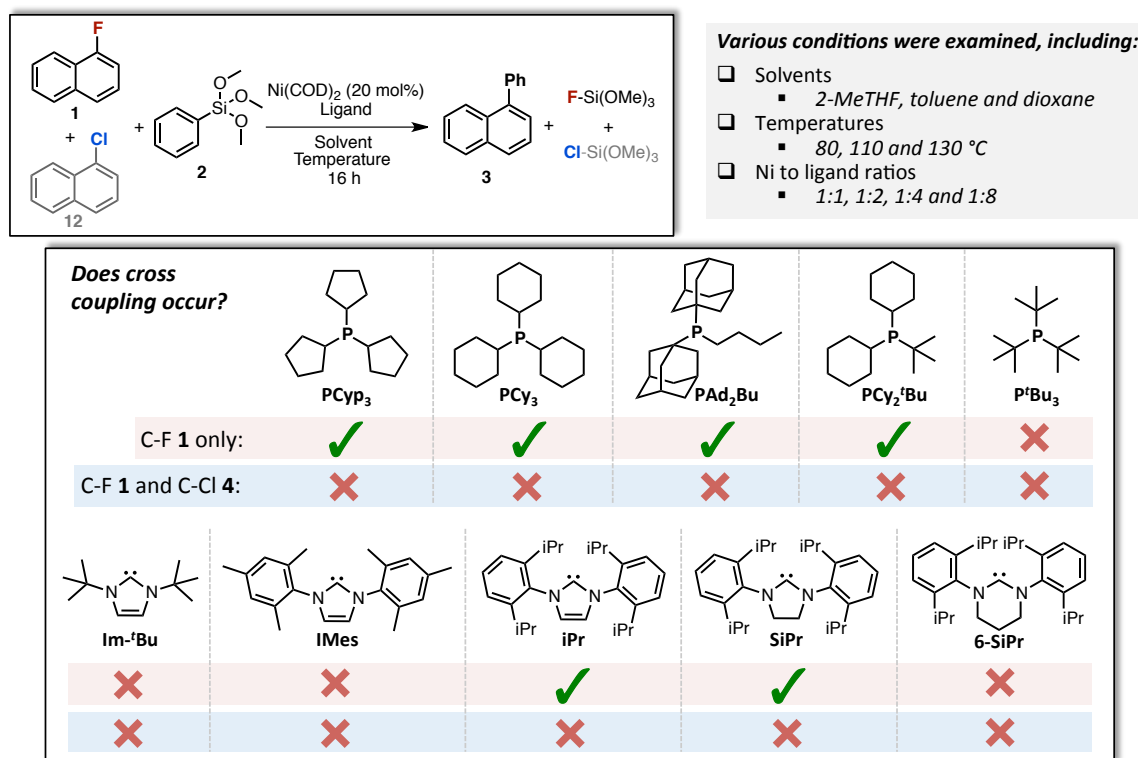 F
1
+
Cl
12
+
Si
O
O
O
2
Ni(COD)₂ (20 mol%)
Ligand
Solvent
Temperature
16 h
Ph
3
+
F-Si(OMe)₃
+
Cl-Si(OMe)₃
Various conditions were examined, including:
❑ Solvents
▪ 2-MeTHF, toluene and dioxane
❑ Temperatures
▪ 80, 110 and 130 °C
❑ Ni to ligand ratios
▪ 1:1, 1:2, 1:4 and 1:8
Does cross
coupling occur?
P
P
P
P
P
PCyp₃
PCy₃
PAd₂Bu
PCy₂ᵗBu
PᵗBu₃
C-F 1 only:
✓ ✓ ✓ ✓ ✕
C-F 1 and C-Cl 4:
✕ ✕ ✕ ✕ ✕
N N
Im-ᵗBu
N N
IMes
iPr iPr
N N
iPr iPr
iPr
iPr iPr
N N
iPr iPr
SiPr
iPr iPr
N N
iPr iPr
6-SiPr
✕ ✕ ✓ ✓ ✕
✕ ✕ ✕ ✕ ✕